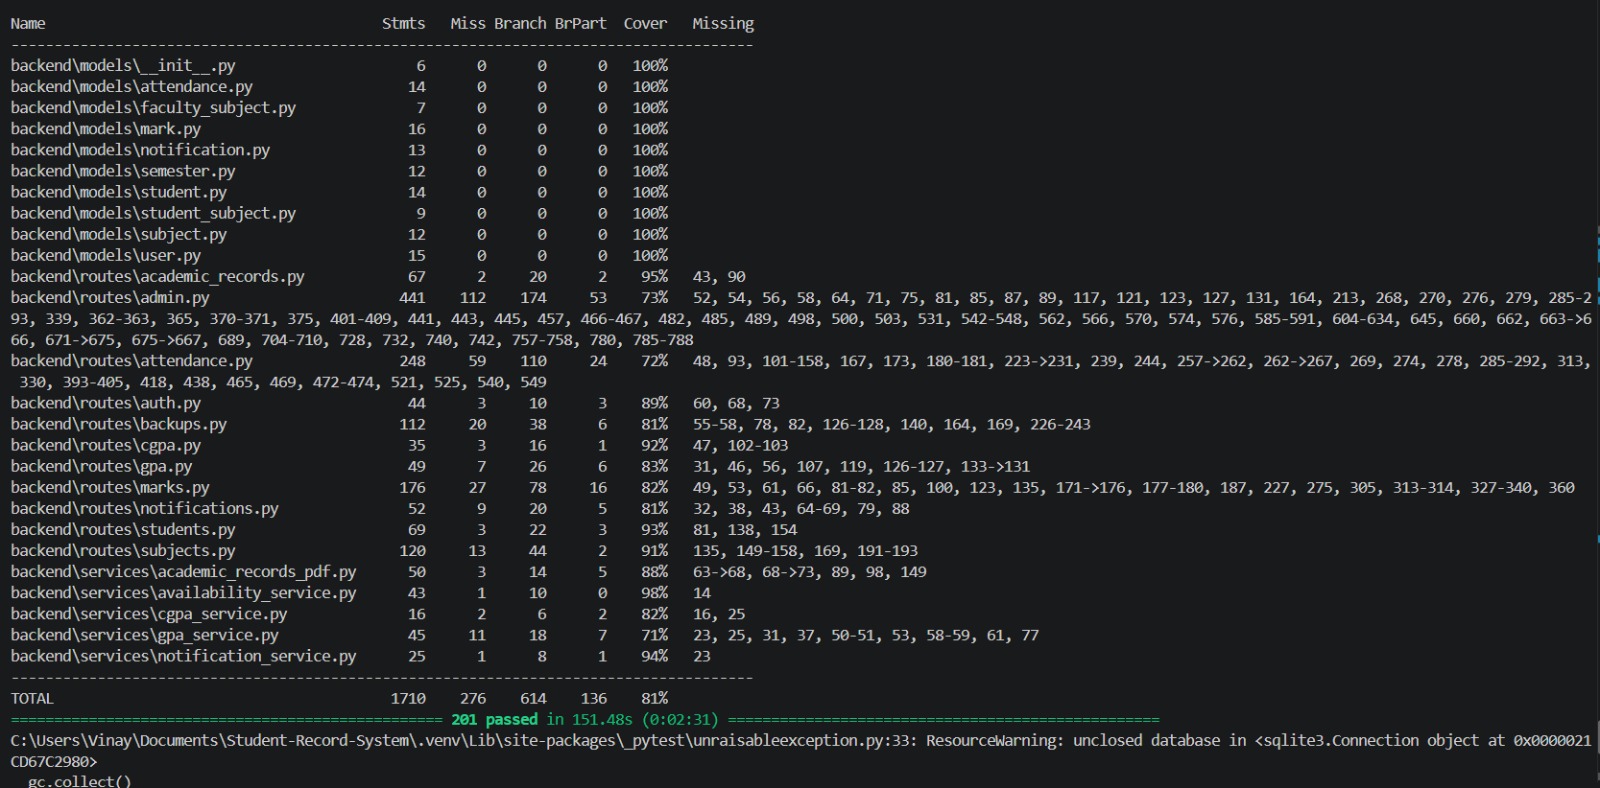 Name                                       Stmts   Miss Branch BrPart  Cover   Missing
--------------------------------------------------------------------------------------
backend\models\__init__.py                     6      0      0      0   100%
backend\models\attendance.py                  14      0      0      0   100%
backend\models\faculty_subject.py              7      0      0      0   100%
backend\models\mark.py                        16      0      0      0   100%
backend\models\notification.py                13      0      0      0   100%
backend\models\semester.py                    12      0      0      0   100%
backend\models\student.py                     14      0      0      0   100%
backend\models\student_subject.py              9      0      0      0   100%
backend\models\subject.py                     12      0      0      0   100%
backend\models\user.py                        15      0      0      0   100%
backend\routes\academic_records.py            67      2     20      2    95%   43, 90
backend\routes\admin.py                      441    112    174     53    73%   52, 54, 56, 58, 64, 71, 75, 81, 85, 87, 89, 117, 121, 123, 127, 131, 164, 213, 268, 270, 276, 279, 285-2
93, 339, 362-363, 365, 370-371, 375, 401-409, 441, 443, 445, 457, 466-467, 482, 485, 489, 498, 500, 503, 531, 542-548, 562, 566, 570, 574, 576, 585-591, 604-634, 645, 660, 662, 663->6
66, 671->675, 675->667, 689, 704-710, 728, 732, 740, 742, 757-758, 780, 785-788
backend\routes\attendance.py                 248     59    110     24    72%   48, 93, 101-158, 167, 173, 180-181, 223->231, 239, 244, 257->262, 262->267, 269, 274, 278, 285-292, 313,
 330, 393-405, 418, 438, 465, 469, 472-474, 521, 525, 540, 549
backend\routes\auth.py                        44      3     10      3    89%   60, 68, 73
backend\routes\backups.py                    112     20     38      6    81%   55-58, 78, 82, 126-128, 140, 164, 169, 226-243
backend\routes\cgpa.py                        35      3     16      1    92%   47, 102-103
backend\routes\gpa.py                         49      7     26      6    83%   31, 46, 56, 107, 119, 126-127, 133->131
backend\routes\marks.py                      176     27     78     16    82%   49, 53, 61, 66, 81-82, 85, 100, 123, 135, 171->176, 177-180, 187, 227, 275, 305, 313-314, 327-340, 360
backend\routes\notifications.py               52      9     20      5    81%   32, 38, 43, 64-69, 79, 88
backend\routes\students.py                    69      3     22      3    93%   81, 138, 154
backend\routes\subjects.py                   120     13     44      2    91%   135, 149-158, 169, 191-193
backend\services\academic_records_pdf.py      50      3     14      5    88%   63->68, 68->73, 89, 98, 149
backend\services\availability_service.py      43      1     10      0    98%   14
backend\services\cgpa_service.py              16      2      6      2    82%   16, 25
backend\services\gpa_service.py               45     11     18      7    71%   23, 25, 31, 37, 50-51, 53, 58-59, 61, 77
backend\services\notification_service.py      25      1      8      1    94%   23
--------------------------------------------------------------------------------------
TOTAL                                       1710    276    614    136    81%
================================================== 201 passed in 151.48s (0:02:31) ==================================================
C:\Users\Vinay\Documents\Student-Record-System\.venv\Lib\site-packages\_pytest\unraisableexception.py:33: ResourceWarning: unclosed database in <sqlite3.Connection object at 0x0000021
CD67C2980>
  gc.collect()